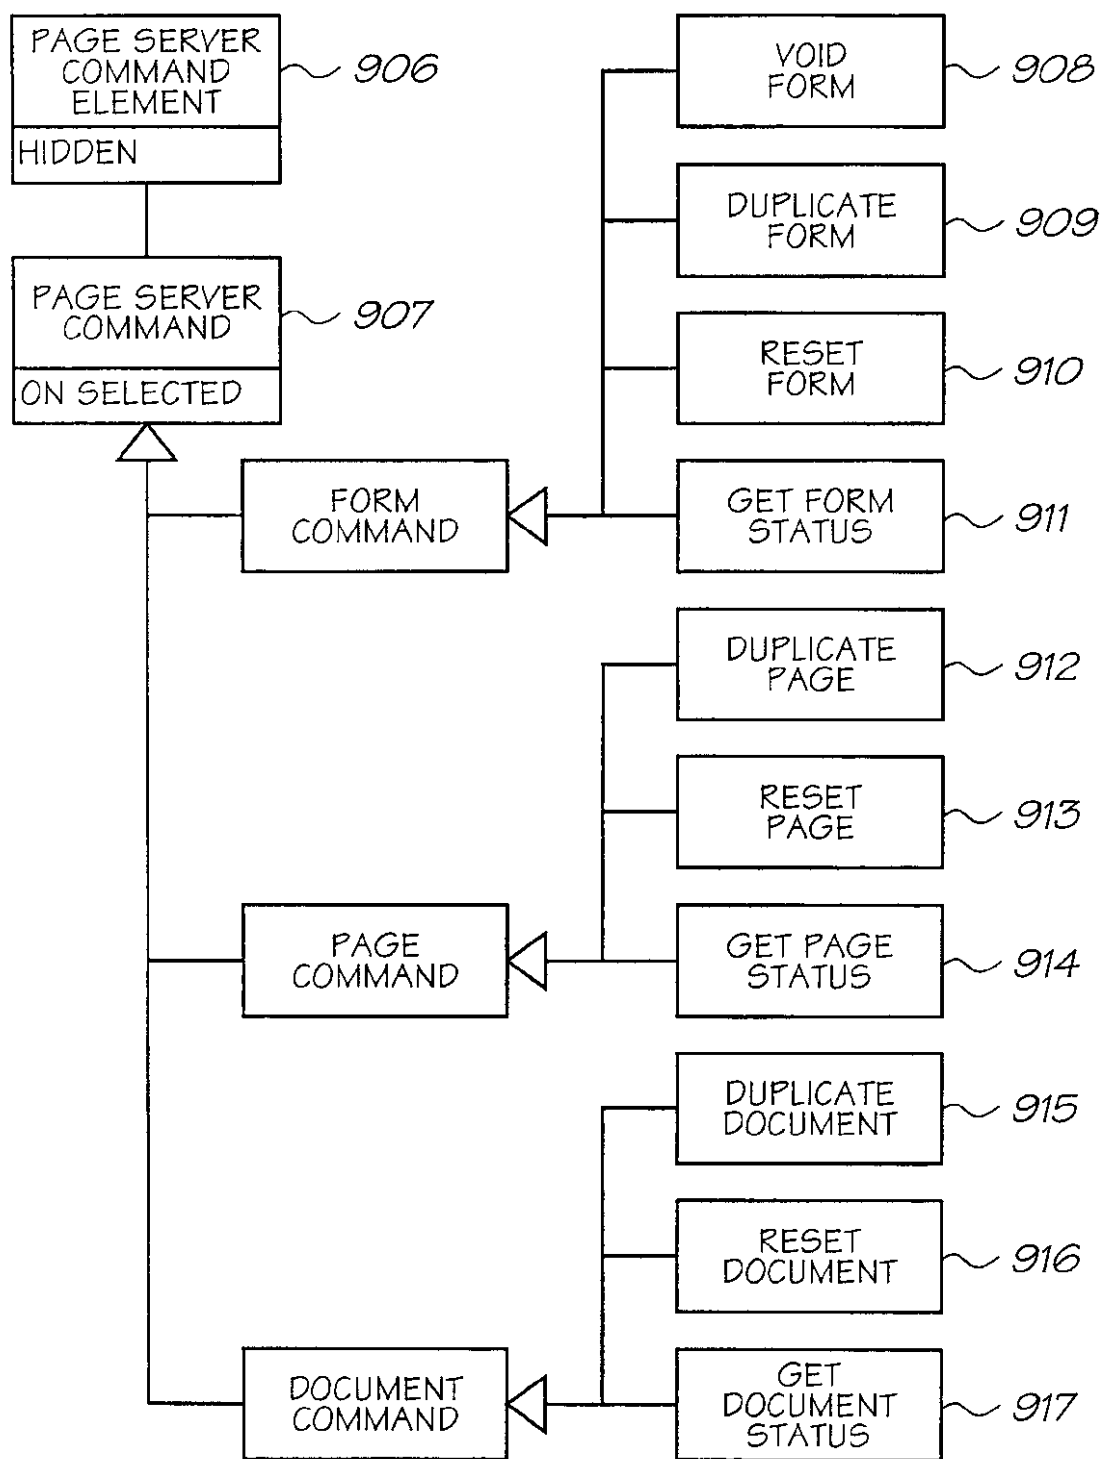 PAGE SERVER
COMMAND
ELEMENT
906
HIDDEN
PAGE SERVER
COMMAND
907
ON SELECTED
FORM
COMMAND
VOID
FORM
908
DUPLICATE
FORM
909
RESET
FORM
910
GET FORM
STATUS
911
PAGE
COMMAND
DUPLICATE
PAGE
912
RESET
PAGE
913
GET PAGE
STATUS
914
DOCUMENT
COMMAND
DUPLICATE
DOCUMENT
915
RESET
DOCUMENT
916
GET
DOCUMENT
STATUS
917